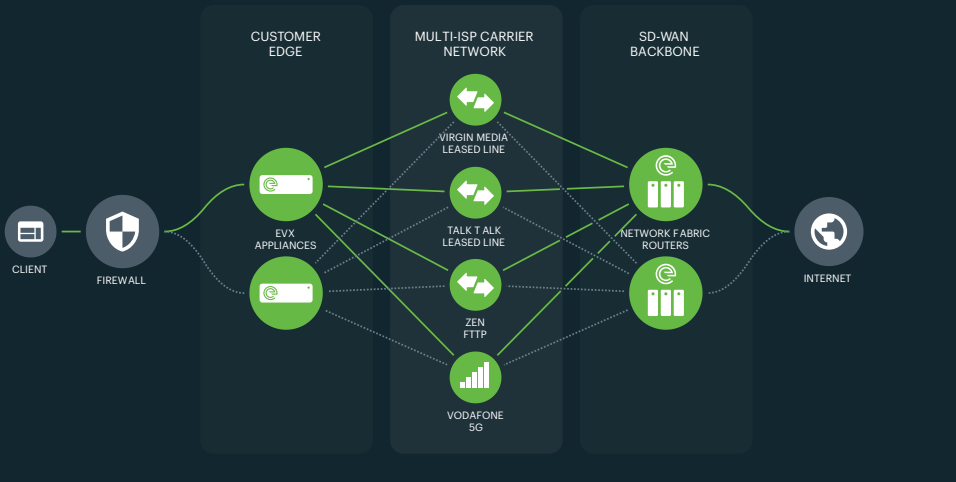 CUSTOMER
EDGE
MULTI-ISP CARRIER
NETWORK
SD-WAN
BACKBONE
VIRGIN MEDIA
LEASED LINE
TALK T ALK
LEASED LINE
ZEN
FTTP
VODAFONE
5G
EVX
APPLIANCES
NETWORK FABRIC
ROUTERS
CLIENT
FIREWALL
INTERNET